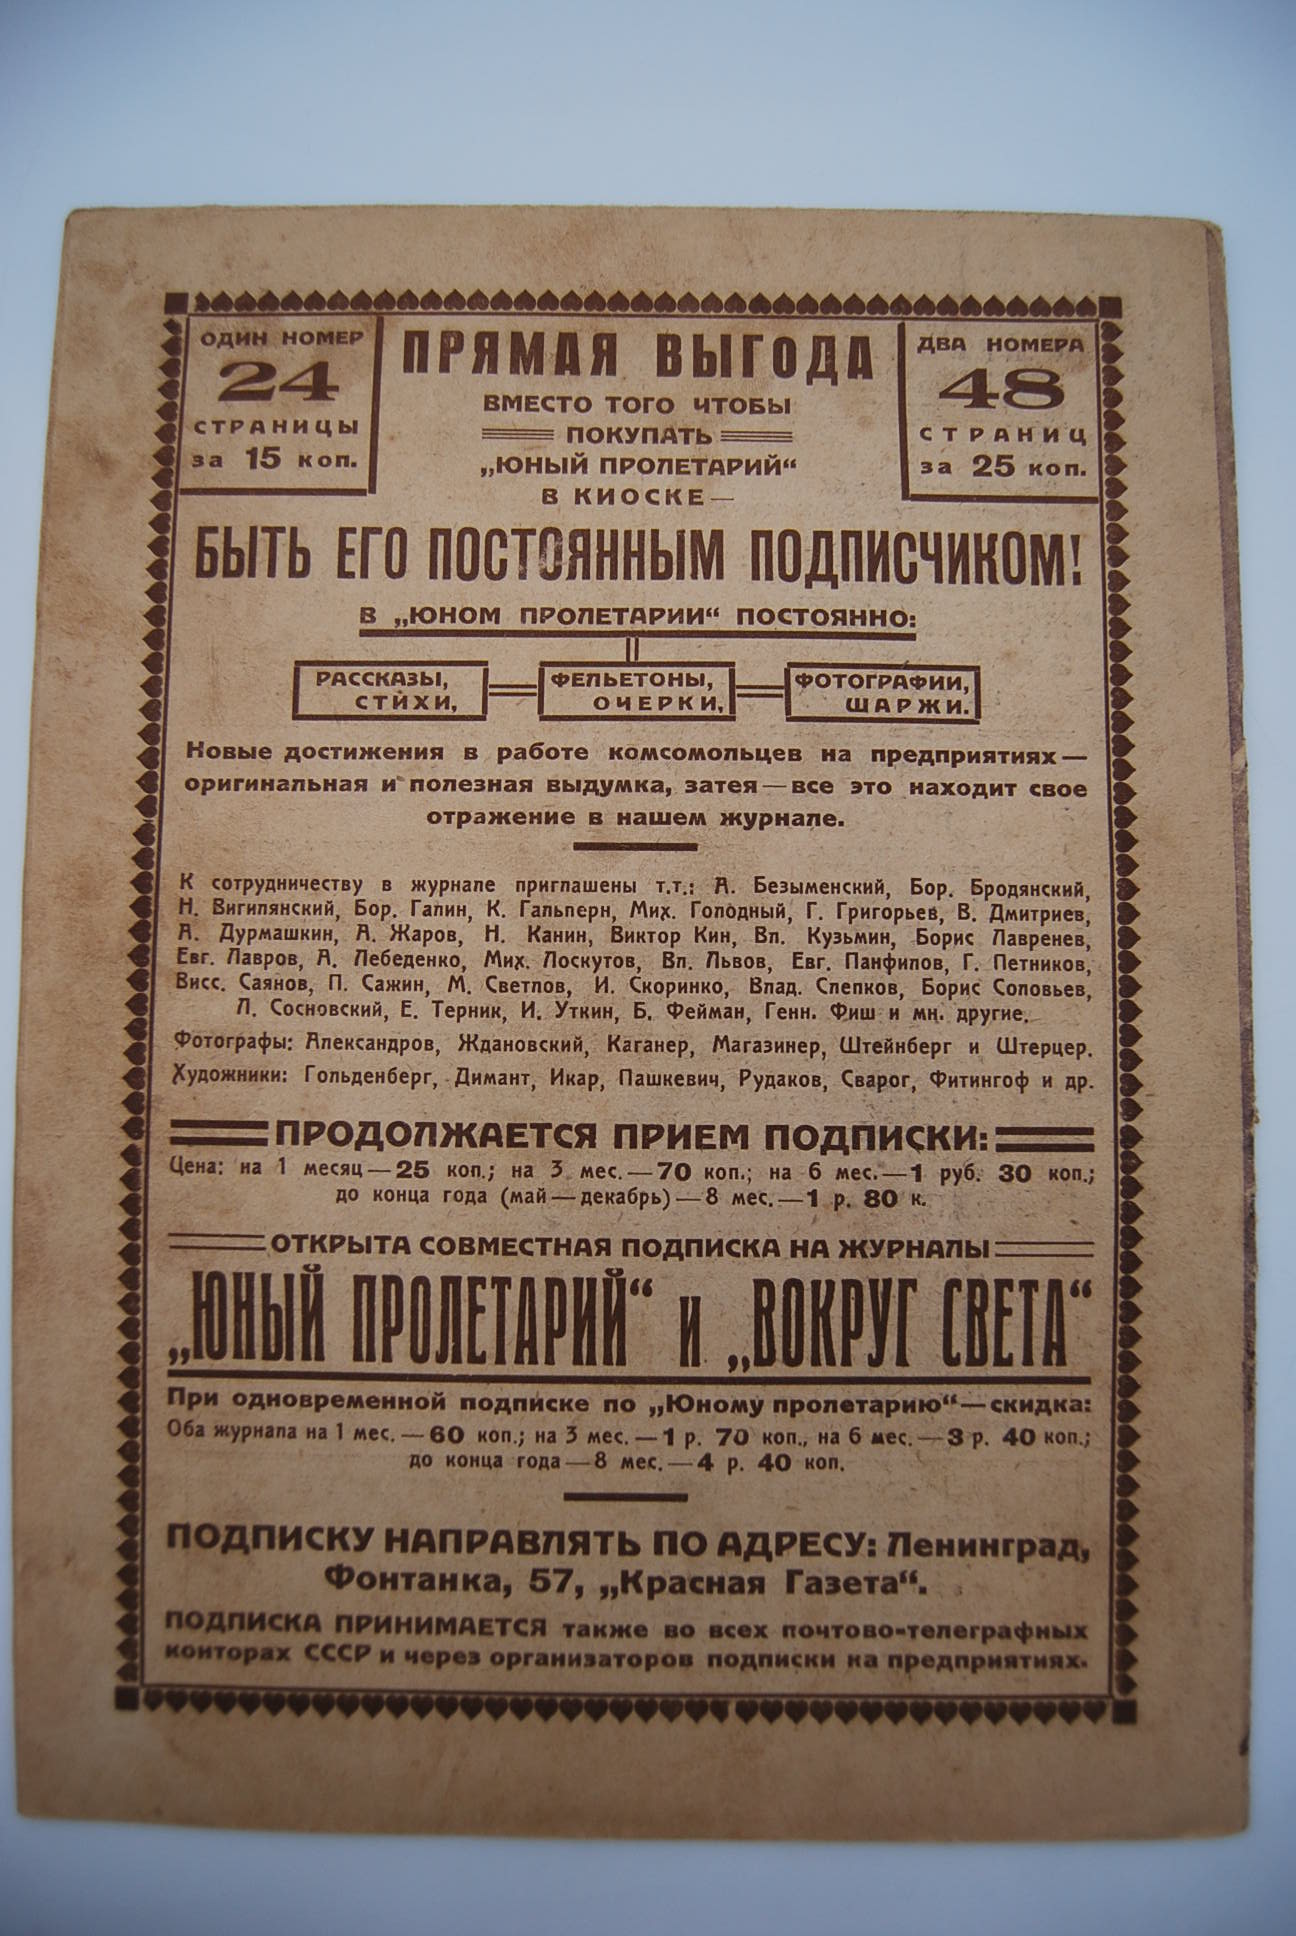 ОДИН НОМЕР
24
СТРАНИЦЫ
за 15 коп.
ПРЯМАЯ ВЫГОДА
ВМЕСТО ТОГО ЧТОБЫ
ПОКУПАТЬ
„ЮНЫЙ ПРОЛЕТАРИЙ“
В КИОСКЕ—
ДВА НОМЕРА
48
СТРАНИЦ
за 25 коп.
БЫТЬ ЕГО ПОСТОЯННЫМ ПОДПИСЧИКОМ!
В „ЮНОМ ПРОЛЕТАРИИ“ ПОСТОЯННО:
РАССКАЗЫ,
СТИХИ,
ФЕЛЬЕТОНЫ,
ОЧЕРКИ,
ФОТОГРАФИИ,
ШАРЖИ.
Новые достижения в работе комсомольцев на предприятиях—
оригинальная и полезная выдумка, затея—все это находит свое
отражение в нашем журнале.
К сотрудничеству в журнале приглашены т.т.: А. Безыменский, Бор. Бродянский,
Н. Вигилянский, Бор. Галин, К. Гальперн, Мих. Голодный, Г. Григорьев, В. Дмитриев,
А. Дурмашкин, А. Жаров, Н. Канин, Виктор Кин, Вл. Кузьмин, Борис Лавренев,
Евг. Лавров, А. Лебеденко, Мих. Лоскутов, Вл. Львов, Евг. Панфилов, Г. Петников,
Висс. Саянов, П. Сажин, М. Светлов, И. Скоринко, Влад. Слепков, Борис Соловьев,
Л. Сосновский, Е. Терник, И. Уткин, Б. Фейман, Генн. Фиш и мн. другие.
Фотографы: Александров, Ждановский, Каганер, Магазинер, Штейнберг и Штерцер.
Художники: Гольденберг, Димант, Икар, Пашкевич, Рудаков, Сварог, Фитингоф и др.
ПРОДОЛЖАЕТСЯ ПРИЕМ ПОДПИСКИ:
Цена: на 1 месяц—25 коп.; на 3 мес.—70 коп.; на 6 мес.—1 руб. 30 коп.;
до конца года (май—декабрь)—8 мес.—1 р. 80 к.
ОТКРЫТА СОВМЕСТНАЯ ПОДПИСКА НА ЖУРНАЛЫ
„ЮНЫЙ ПРОЛЕТАРИЙ“ и „ВОКРУГ СВЕТА“
При одновременной подписке по „Юному пролетарию“—скидка:
Оба журнала на 1 мес.—60 коп.; на 3 мес.—1 р. 70 коп., на 6 мес.—3 р. 40 коп.;
до конца года—8 мес.—4 р. 40 коп.
ПОДПИСКУ НАПРАВЛЯТЬ ПО АДРЕСУ: Ленинград,
Фонтанка, 57, „Красная Газета“.
ПОДПИСКА ПРИНИМАЕТСЯ также во всех почтово-телеграфных
конторах СССР и через организаторов подписки на предприятиях.